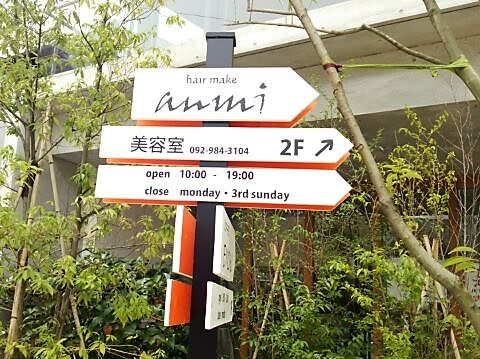 hair make
anmi
美容室 092-984-3104 2F ↗
open 10:00 - 19:00
close monday・3rd sunday